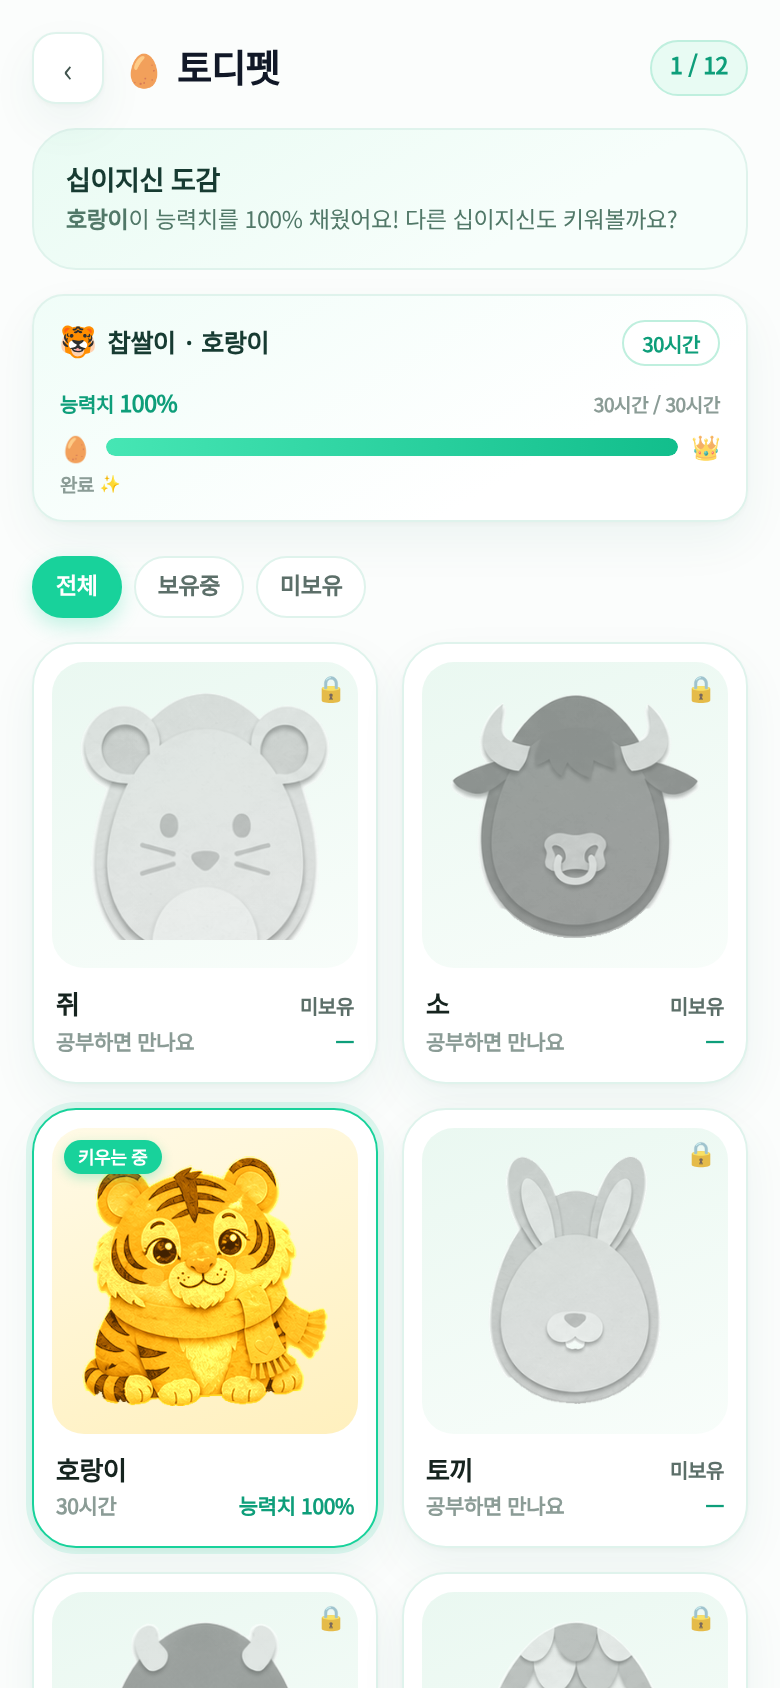 ‹ 토디펫 1 / 12
십이지신 도감
호랑이이 능력치를 100% 채웠어요! 다른 십이지신도 키워볼까요?
찹쌀이 · 호랑이 30시간
능력치 100% 30시간 / 30시간
완료
전체 보유중 미보유
쥐 미보유
공부하면 만나요 —
소 미보유
공부하면 만나요 —
키우는 중
호랑이
30시간 능력치 100%
토끼 미보유
공부하면 만나요 —